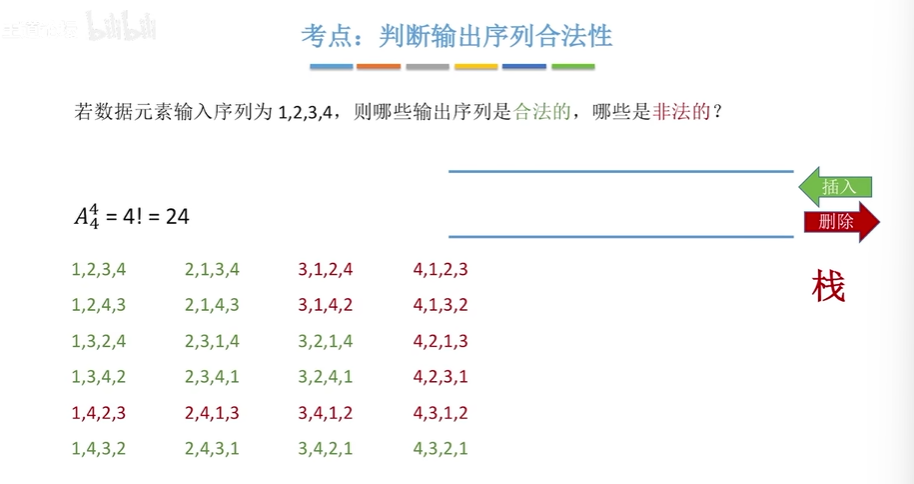 bilibili
考点：判断输出序列合法性
若数据元素输入序列为 1,2,3,4，则哪些输出序列是合法的，哪些是非法的？
插入
删除
A₄⁴ = 4! = 24
栈
1,2,3,4 2,1,3,4 3,1,2,4 4,1,2,3
1,2,4,3 2,1,4,3 3,1,4,2 4,1,3,2
1,3,2,4 2,3,1,4 3,2,1,4 4,2,1,3
1,3,4,2 2,3,4,1 3,2,4,1 4,2,3,1
1,4,2,3 2,4,1,3 3,4,1,2 4,3,1,2
1,4,3,2 2,4,3,1 3,4,2,1 4,3,2,1